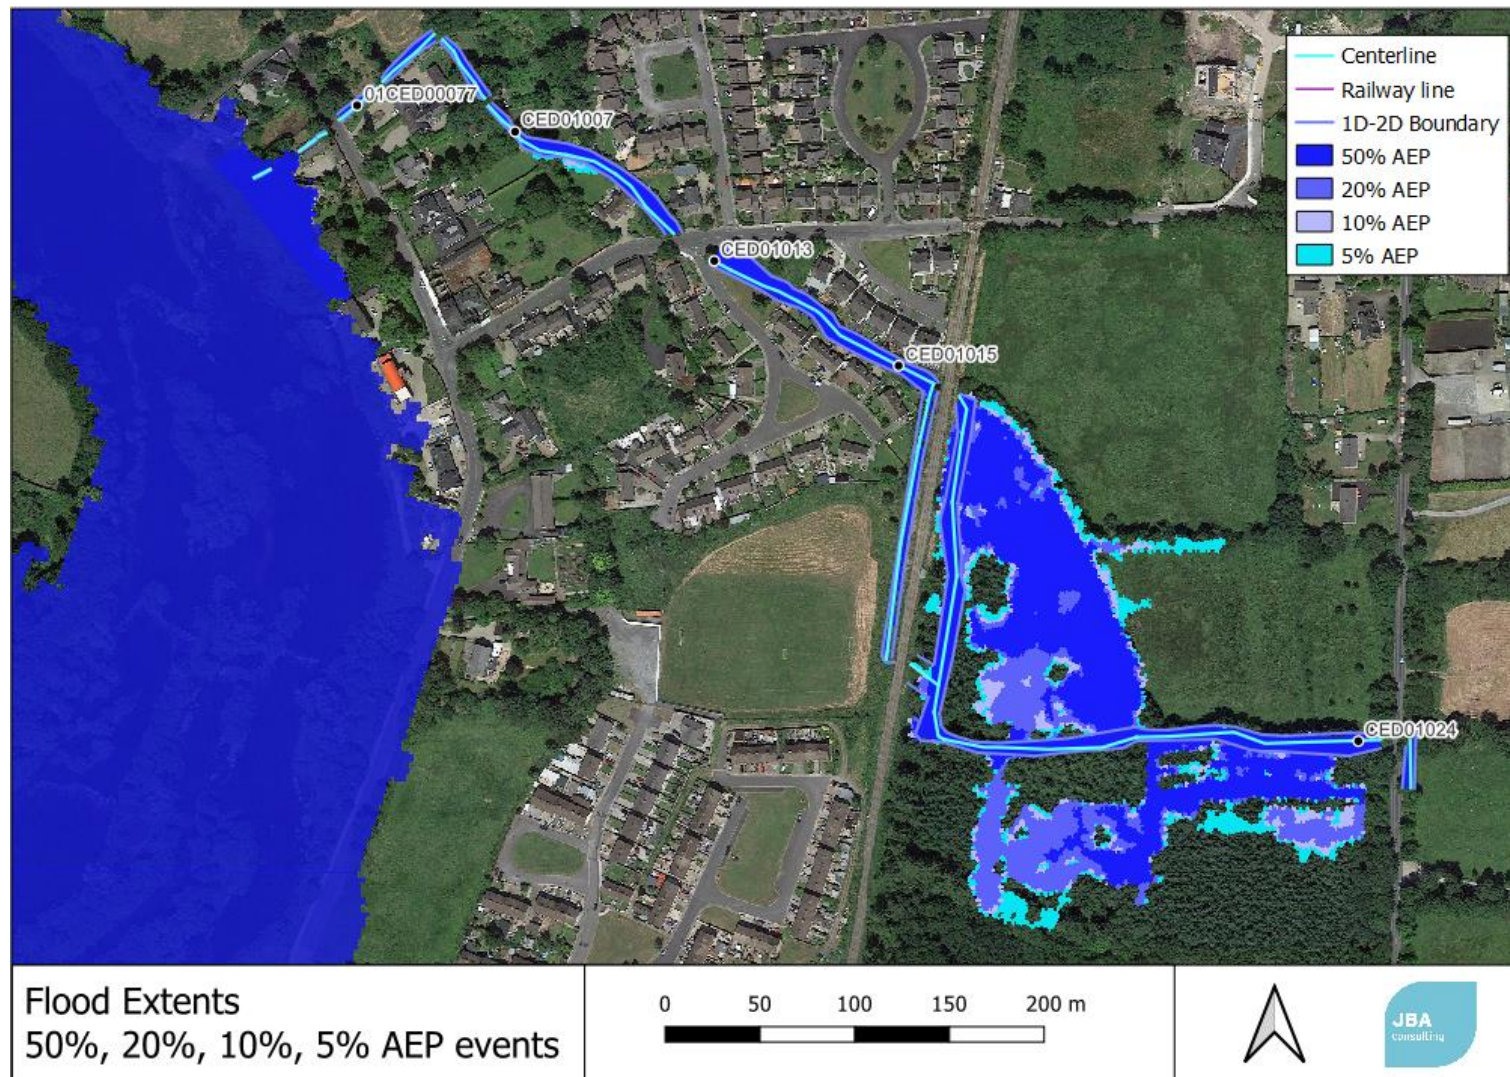 Centerline
Railway line
1D-2D Boundary
50% AEP
20% AEP
10% AEP
5% AEP
01CED00077
CED01007
CED01013
CED01015
CED01024
Flood Extents
50%, 20%, 10%, 5% AEP events
0 50 100 150 200 m
JBA
consulting